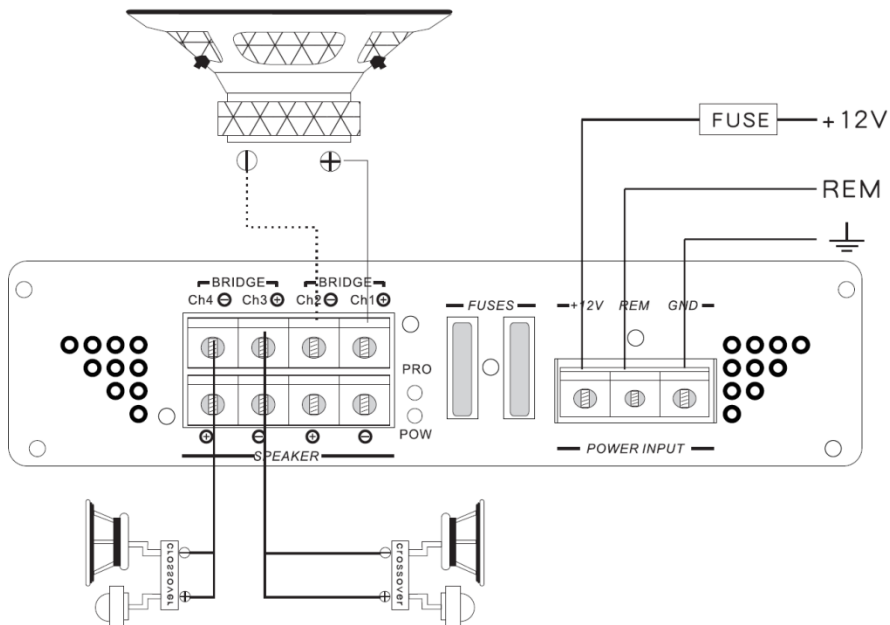 FUSE +12V
REM
BRIDGE BRIDGE
Ch4 ⊖ Ch3 ⊕ Ch2 ⊖ Ch1 ⊕
FUSES
+12V REM GND
PRO
POW
⊕ ⊖ ⊕ ⊖
SPEAKER
POWER INPUT
crossover
crossover